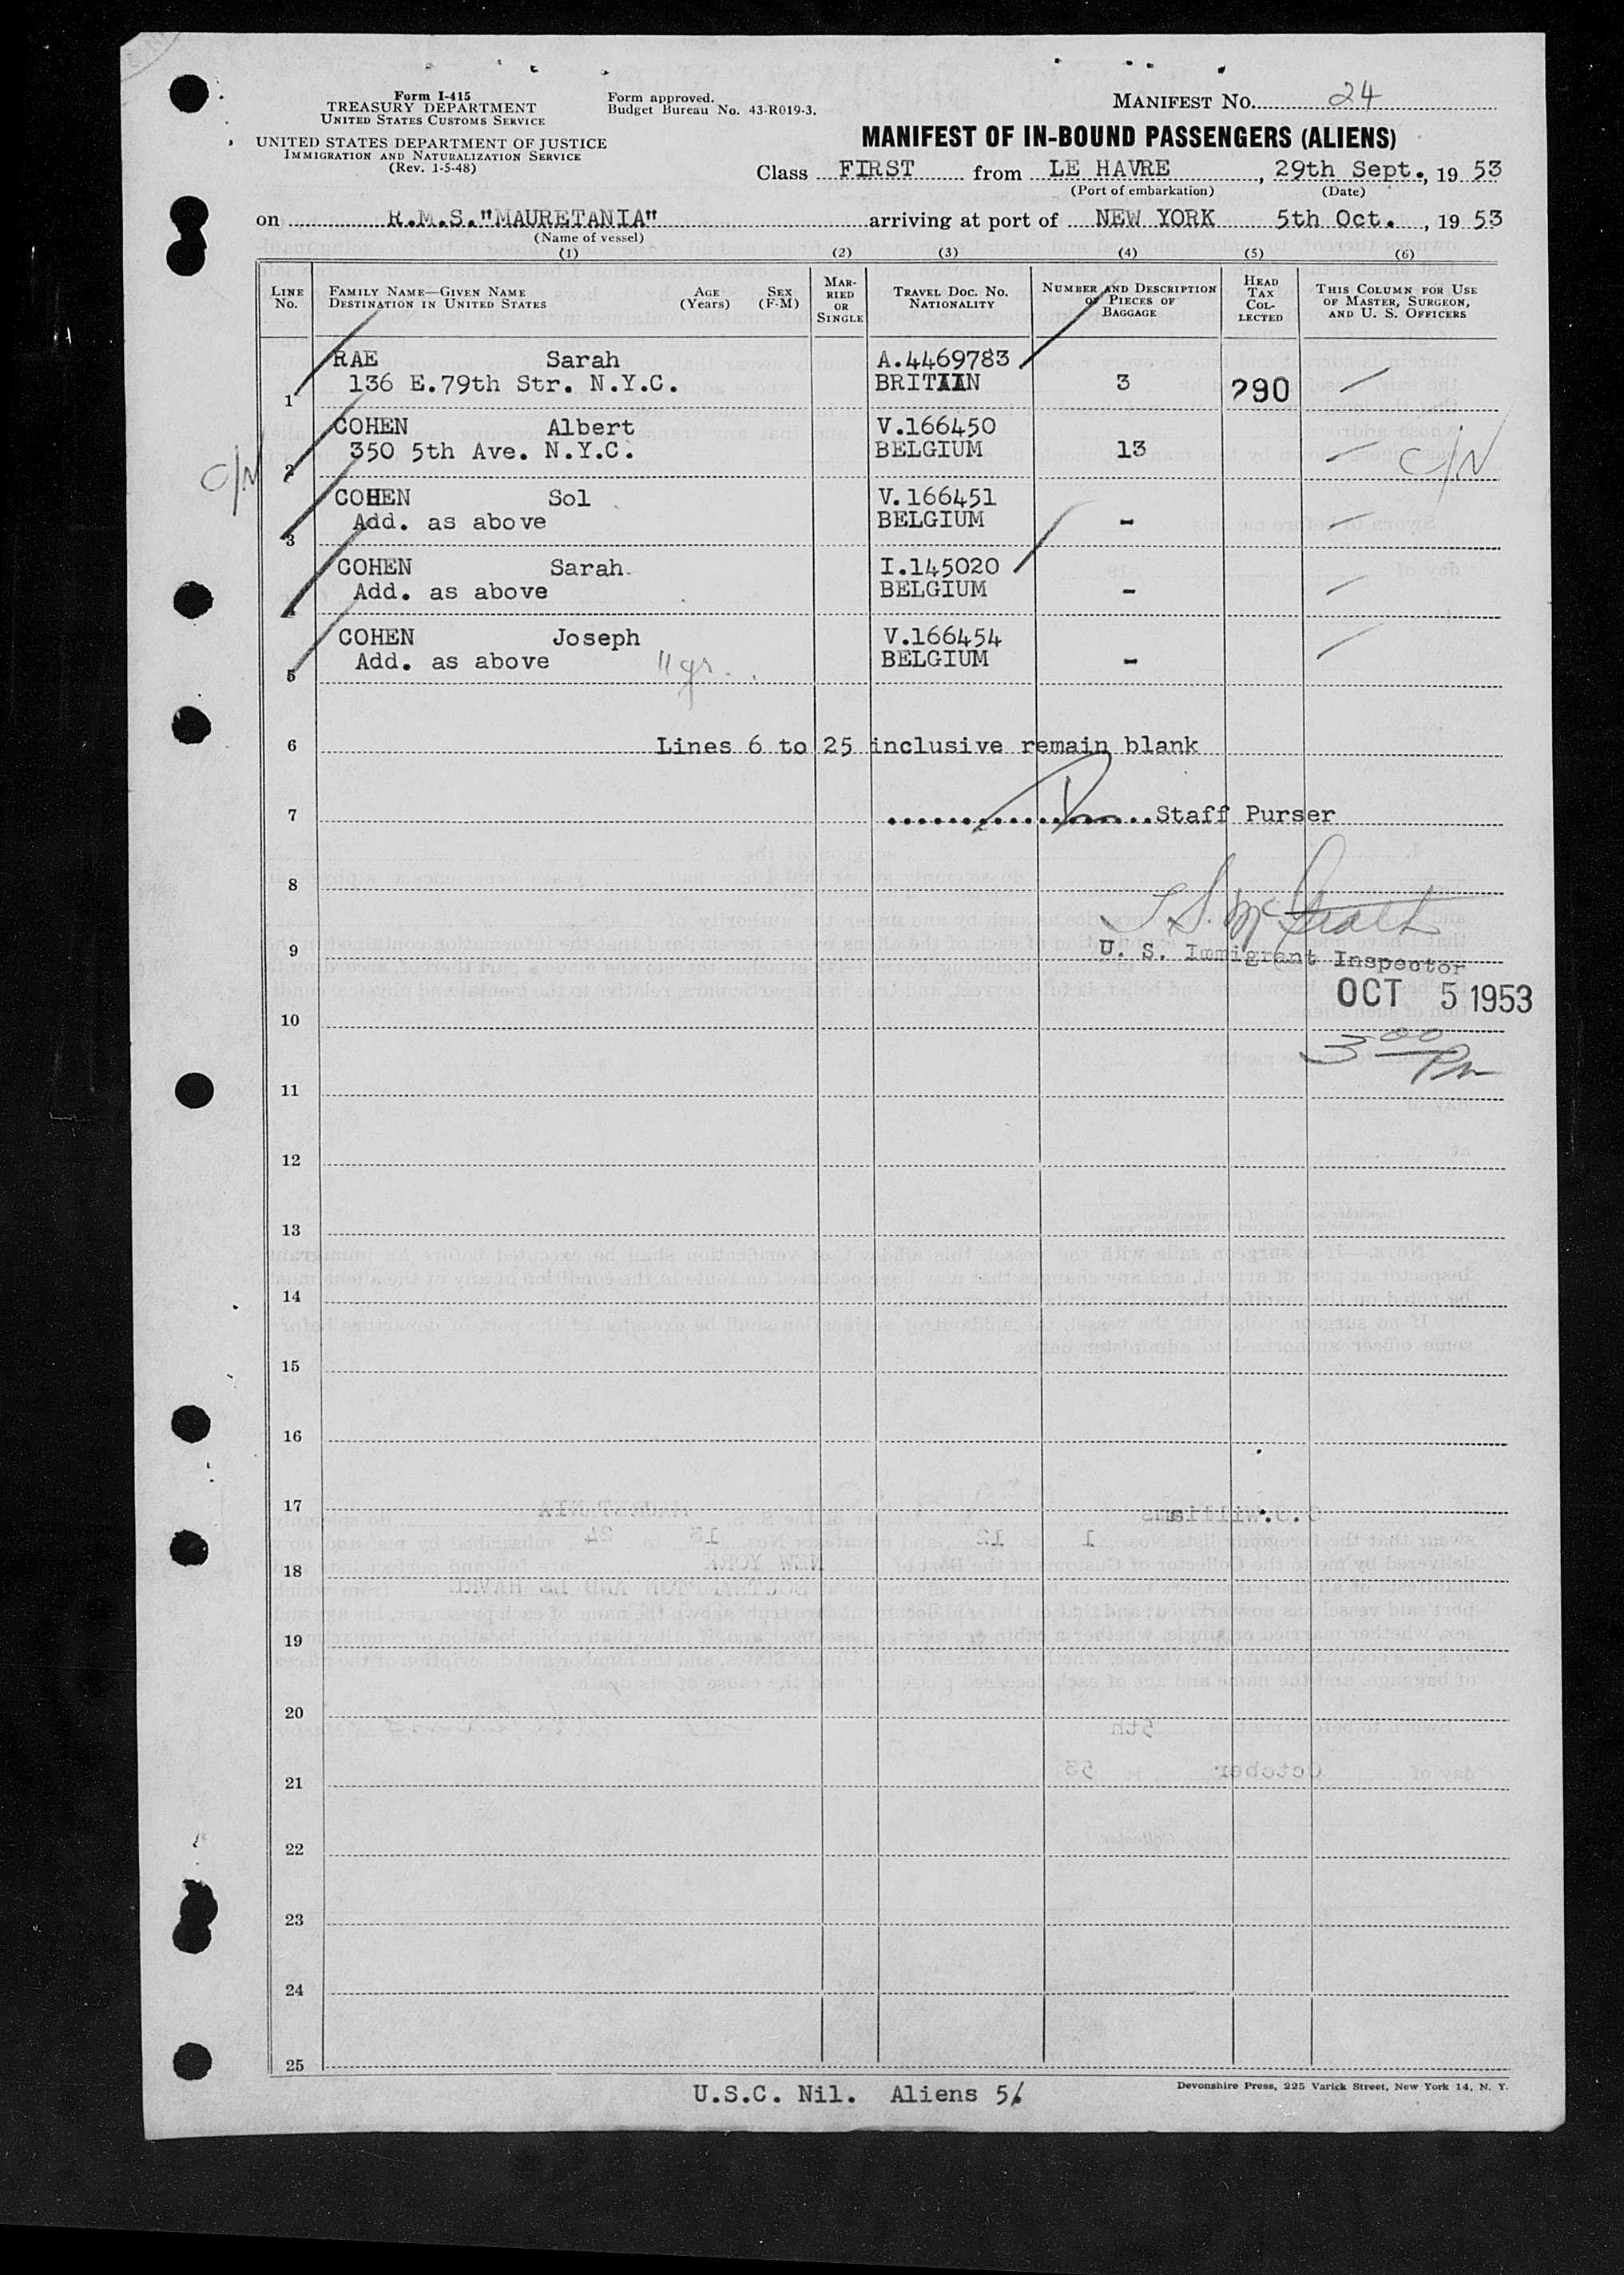 Form I-415
TREASURY DEPARTMENT
UNITED STATES CUSTOMS SERVICE
UNITED STATES DEPARTMENT OF JUSTICE
IMMIGRATION AND NATURALIZATION SERVICE
(Rev. 1-5-48)
Form approved.
Budget Bureau No. 43-R019-3.
MANIFEST NO. 24
MANIFEST OF IN-BOUND PASSENGERS (ALIENS)
Class FIRST from LE HAVRE, 29th Sept., 19 53
(Port of embarkation) (Date)
on R.M.S."MAURETANIA" arriving at port of NEW YORK 5th Oct. , 19 53
(Name of vessel)
(1) (2) (3) (4) (5) (6)
LINE No. FAMILY NAME—GIVEN NAME DESTINATION IN UNITED STATES AGE (Years) SEX (F-M) MARRIED OR SINGLE TRAVEL DOC. NO. NATIONALITY NUMBER AND DESCRIPTION OF PIECES OF BAGGAGE HEAD TAX COLLECTED THIS COLUMN FOR USE OF MASTER, SURGEON, AND U. S. OFFICERS
RAE Sarah A.4469783
1 136 E.79th Str. N.Y.C. BRITAIN 3 290
COHEN Albert V.166450
2 350 5th Ave. N.Y.C. BELGIUM 13
C/N C/N
COHEN Sol V.166451
3 Add. as above BELGIUM -
COHEN Sarah I.145020
4 Add. as above BELGIUM -
COHEN Joseph V.166454
5 Add. as above BELGIUM -
6 Lines 6 to 25 inclusive remain blank
7 Staff Purser
8
9 U. S. Immigrant Inspector
OCT 5 1953
10
3 00 PM
11
12
13
14
15
16
17
18
19
20
21
22
23
24
25
U.S.C. Nil. Aliens 5/
Devonshire Press, 225 Varick Street, New York 14, N. Y.